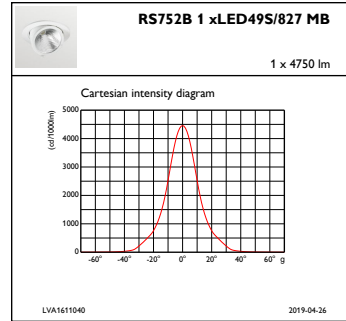 RS752B 1 xLED49S/827 MB
1 x 4750 lm
Cartesian intensity diagram
(cd/1000lm)
5000
4000
3000
2000
1000
0
-60° -40° -20° 0° 20° 40° 60° g
LVA1611040 2019-04-26